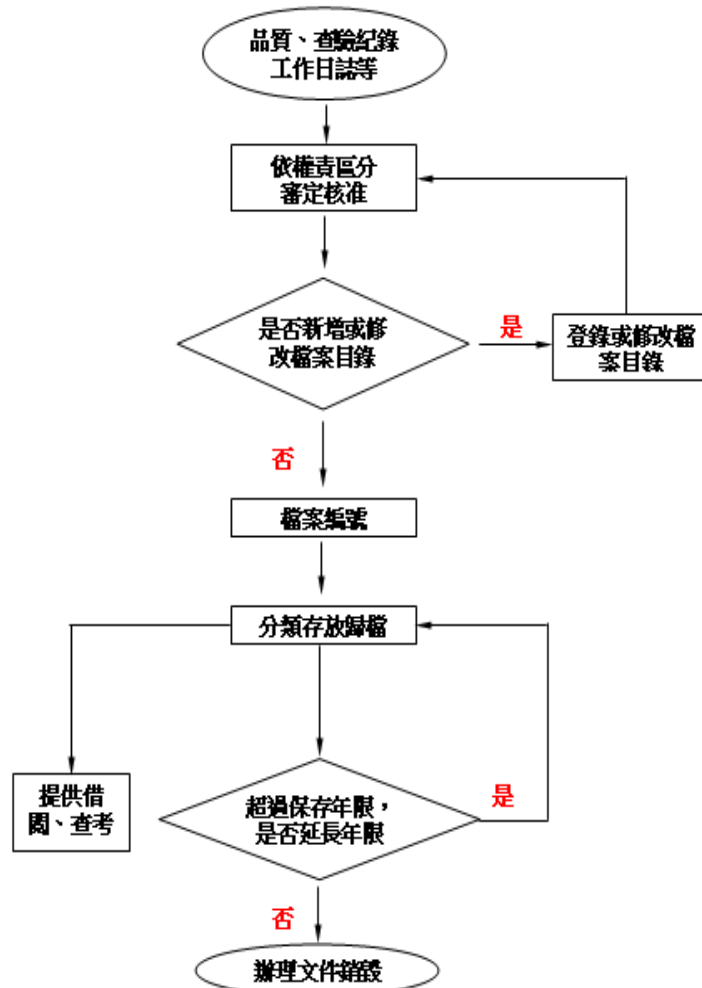 品質、查驗紀錄
工作日誌等
依權責區分
審定核准
是否新增或修
改檔案目錄
是
登錄或修改檔
案目錄
否
檔案編號
分類存放歸檔
提供借
閱、查考
超過保存年限，
是否延長年限
是
否
辦理文件銷毀